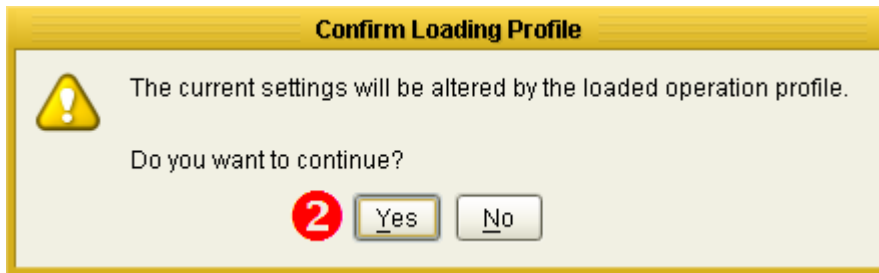 Confirm Loading Profile
The current settings will be altered by the loaded operation profile.
Do you want to continue?
2 Yes No